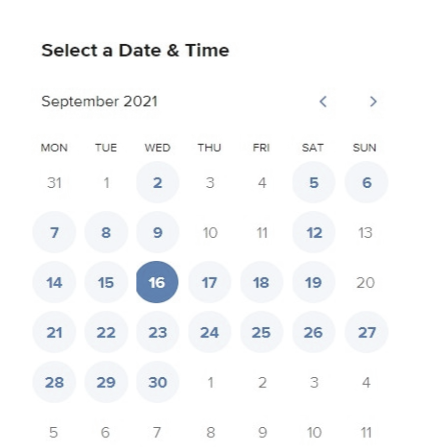 Select a Date & Time
September 2021
MON TUE WED THU FRI SAT SUN
31 1 2 3 4 5 6
7 8 9 10 11 12 13
14 15 16 17 18 19 20
21 22 23 24 25 26 27
28 29 30 1 2 3 4
5 6 7 8 9 10 11